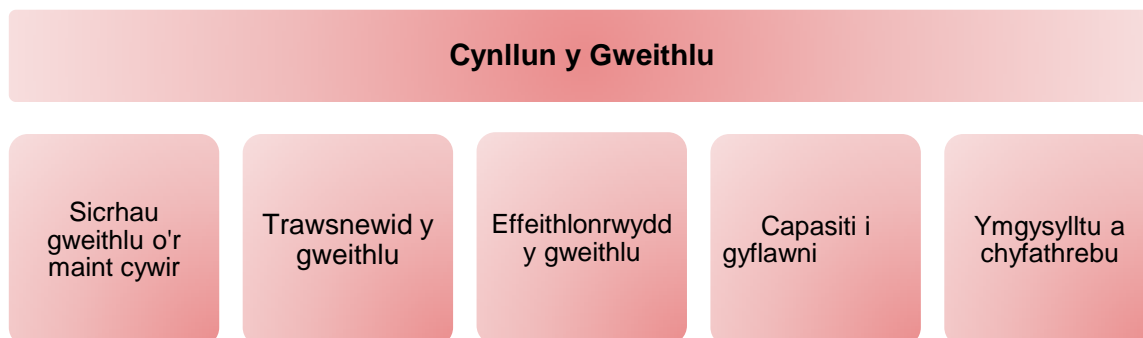 Cynllun y Gweithlu
Sicrhau
gweithlu o'r
maint cywir
Trawsnewid y
gweithlu
Effeithlonrwydd
y gweithlu
Capasiti i
gyflawni
Ymgysylltu a
chyfathrebu